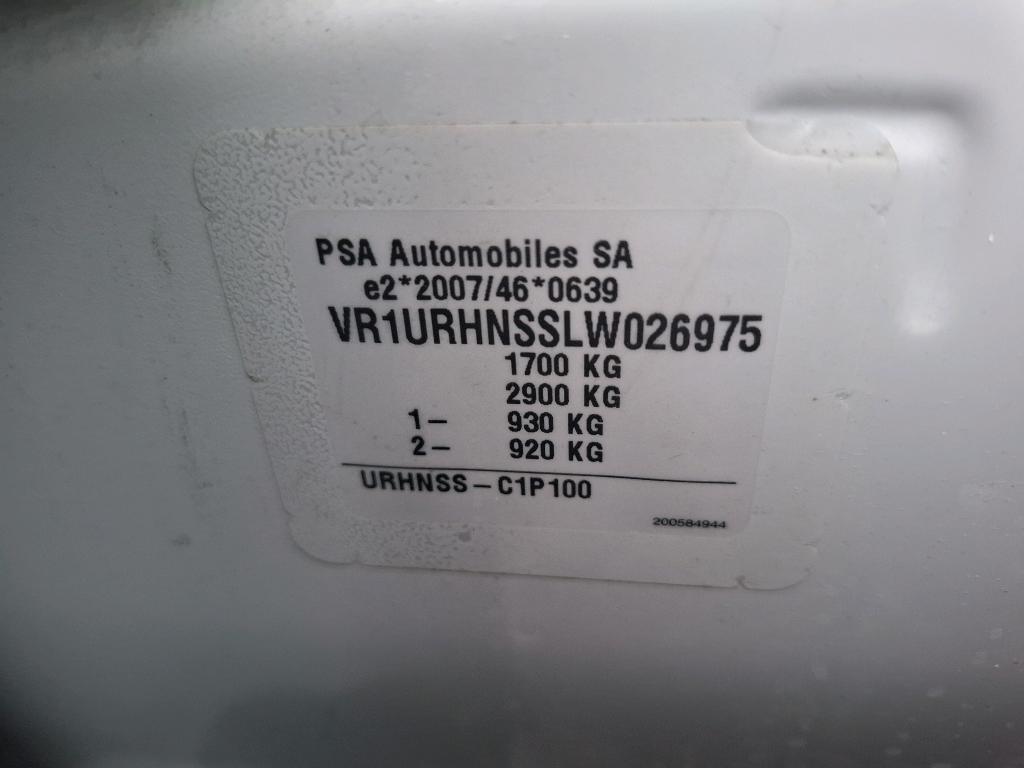 PSA Automobiles SA
e2*2007/46*0639
VR1URHNSSLW026975
1700 KG
2900 KG
1– 930 KG
2– 920 KG
URHNSS–C1P100
200584944